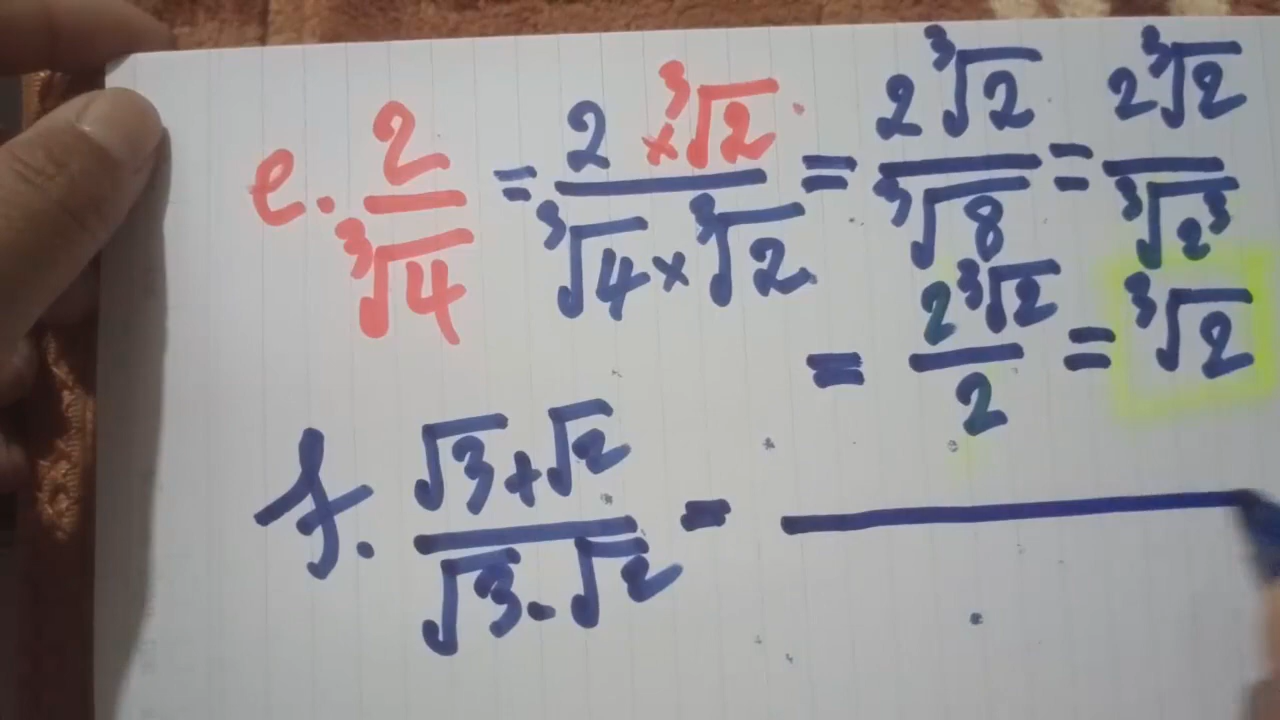 e. 2/∛4 = (2 × ∛2)/(∛4 × ∛2) = 2∛2/∛8 = 2∛2/∛2³
= 2∛2/2 = ∛2
f. (√3+√2)/(√3-√2) =